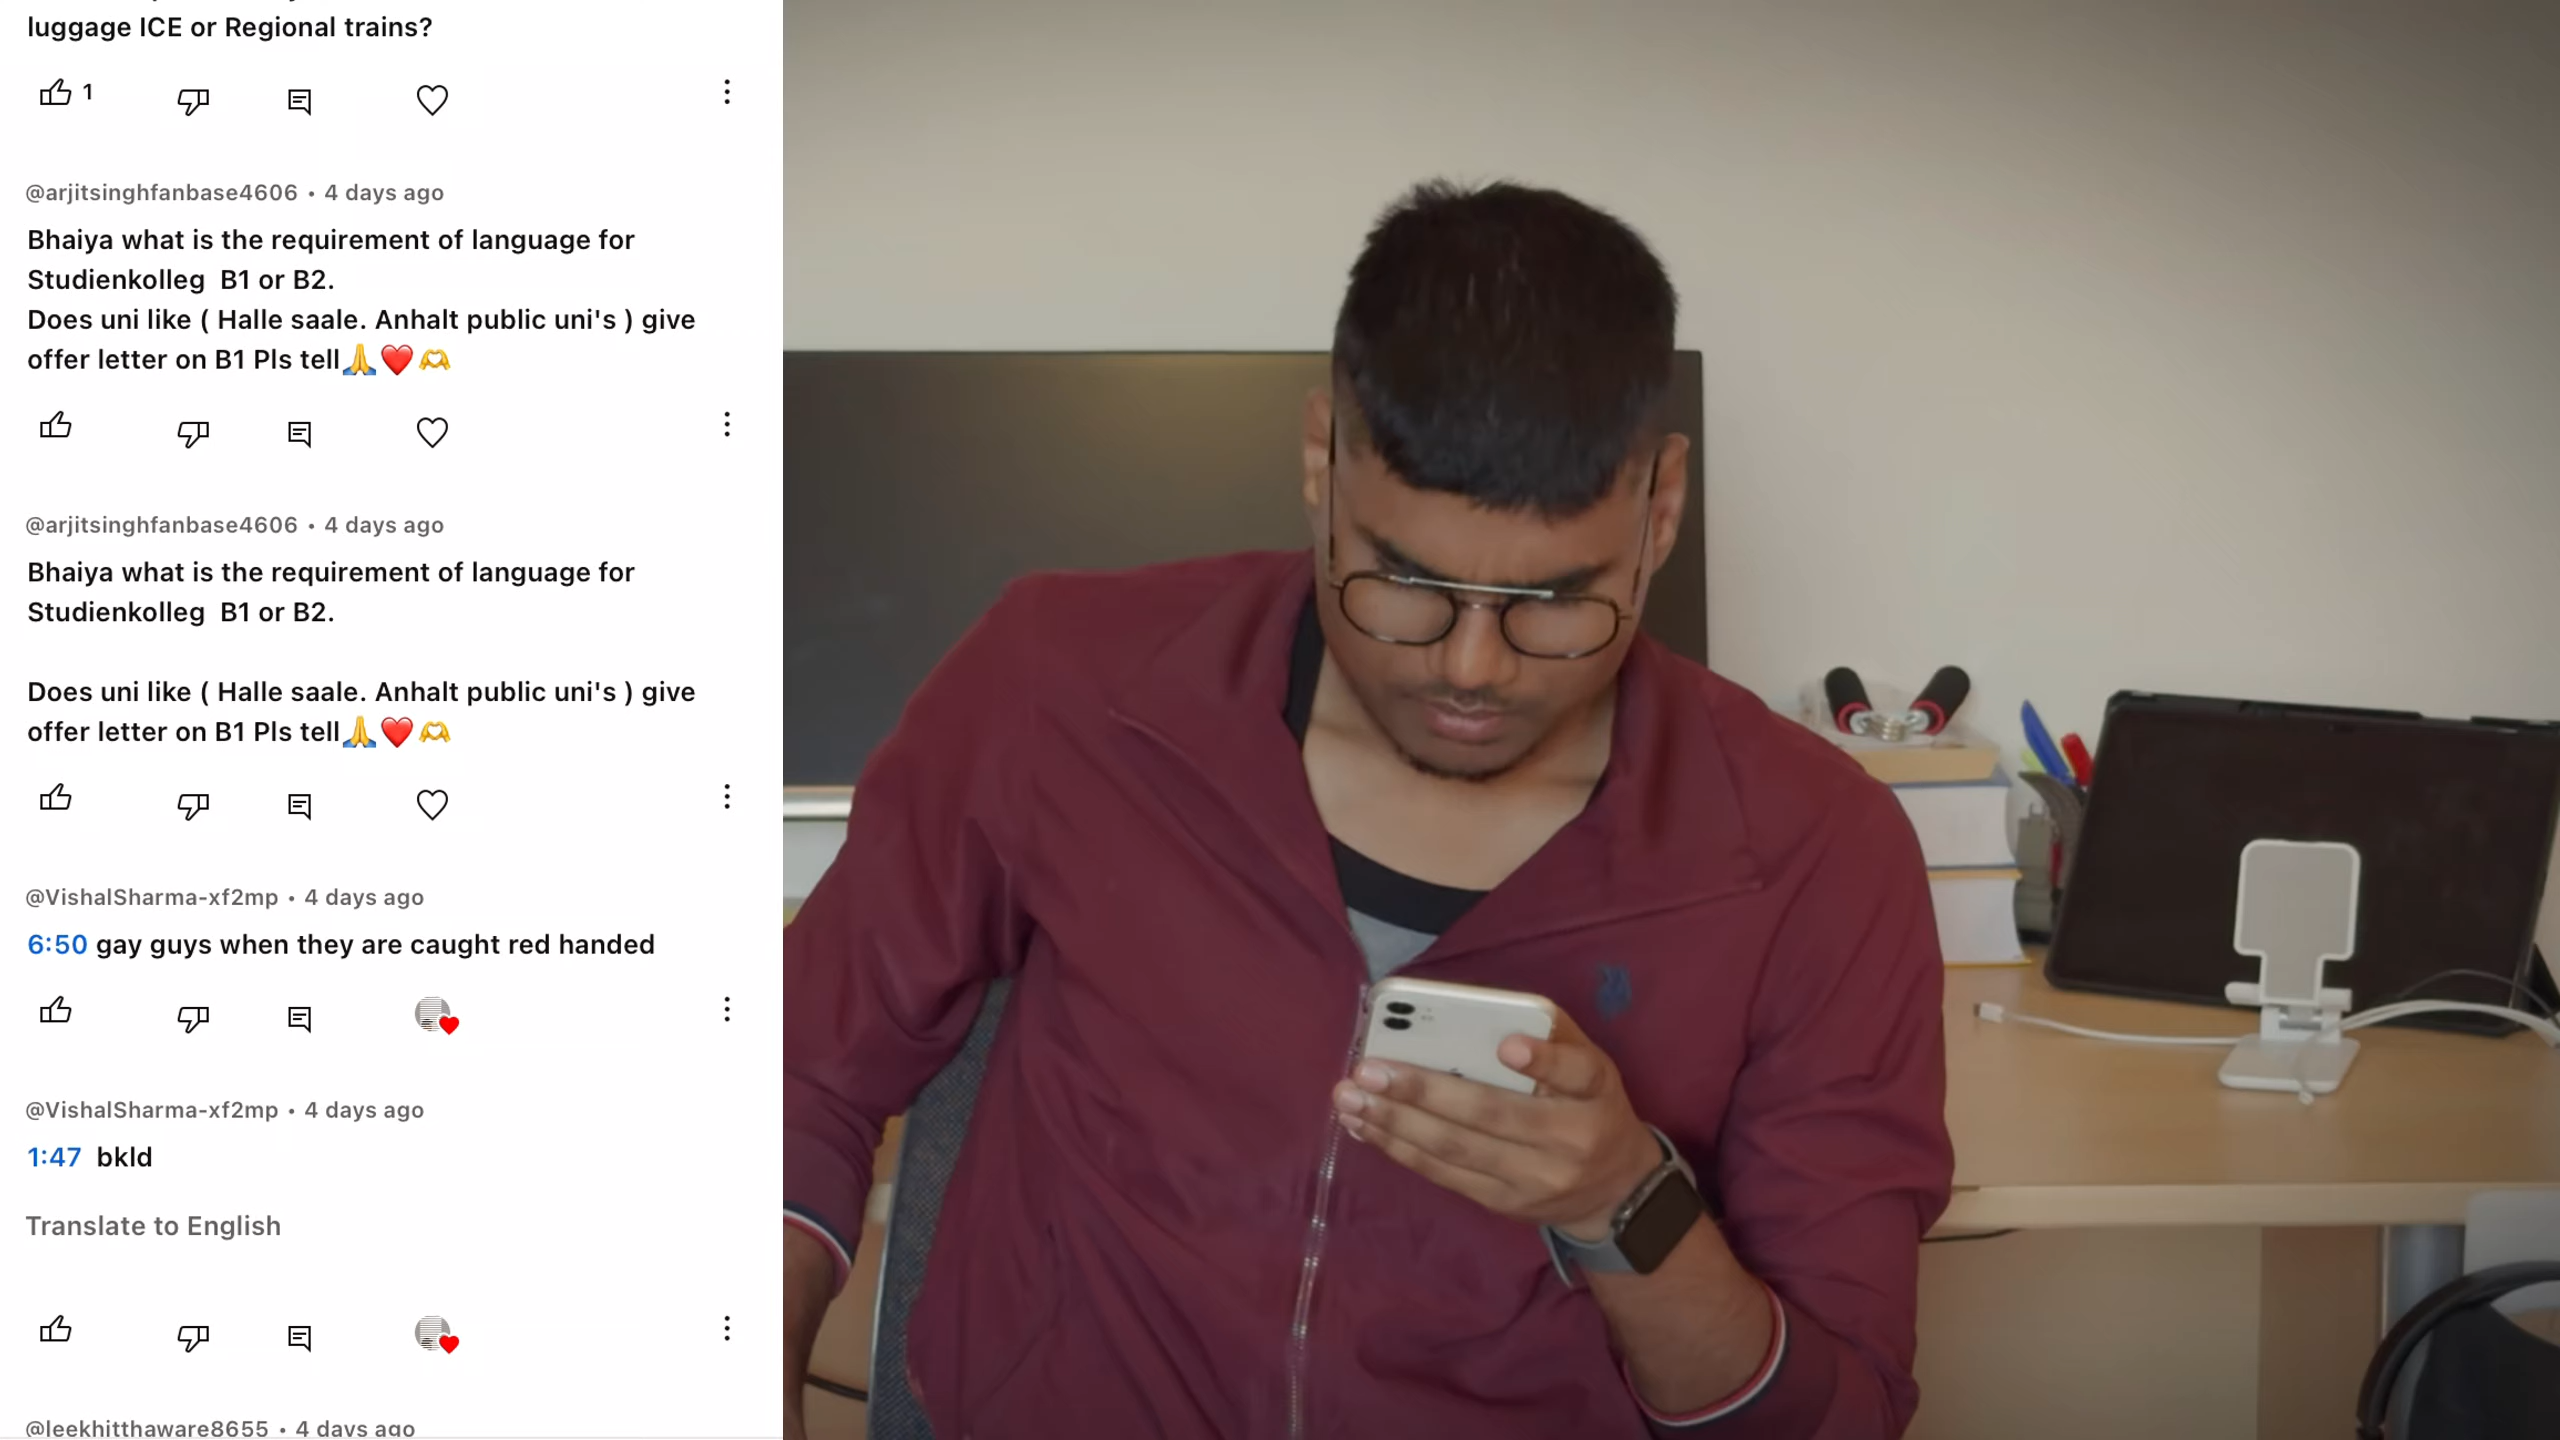 luggage ICE or Regional trains?
1
@arjitsinghfanbase4606 • 4 days ago
Bhaiya what is the requirement of language for
Studienkolleg  B1 or B2.
Does uni like ( Halle saale. Anhalt public uni's ) give
offer letter on B1 Pls tell🙏❤️🫶
@arjitsinghfanbase4606 • 4 days ago
Bhaiya what is the requirement of language for
Studienkolleg  B1 or B2.
Does uni like ( Halle saale. Anhalt public uni's ) give
offer letter on B1 Pls tell🙏❤️🫶
@VishalSharma-xf2mp • 4 days ago
6:50 gay guys when they are caught red handed
@VishalSharma-xf2mp • 4 days ago
1:47  bkld
Translate to English
@leekhitthaware8655 • 4 days ago